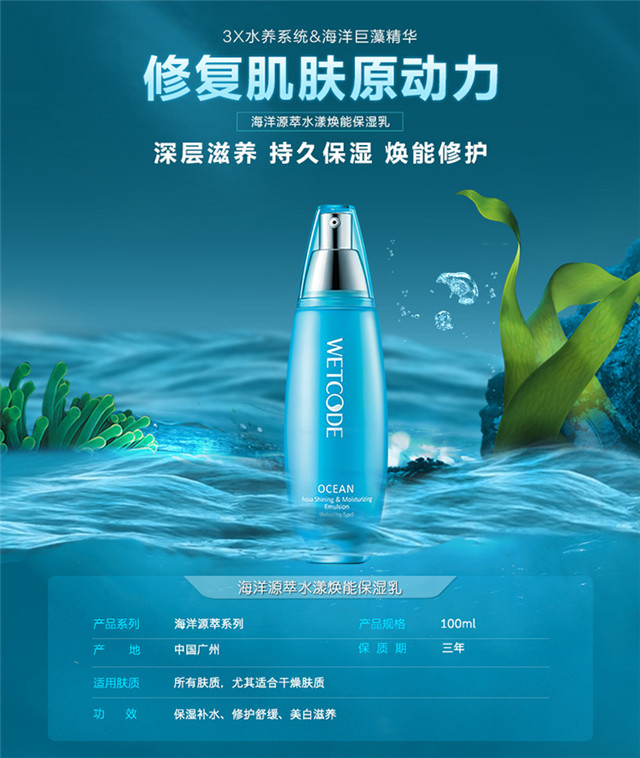 3X水养系统&海洋巨藻精华
修复肌肤原动力
海洋源萃水漾焕能保湿乳
深层滋养 持久保湿 焕能修护
WETCODE
OCEAN
Aqua Shining & Moisturizing
Emulsion
海洋源萃水漾焕能保湿乳
产品系列 海洋源萃系列 产品规格 100ml
产 地 中国广州 保 质 期 三年
适用肤质 所有肤质，尤其适合干燥肤质
功 效 保湿补水、修护舒缓、美白滋养